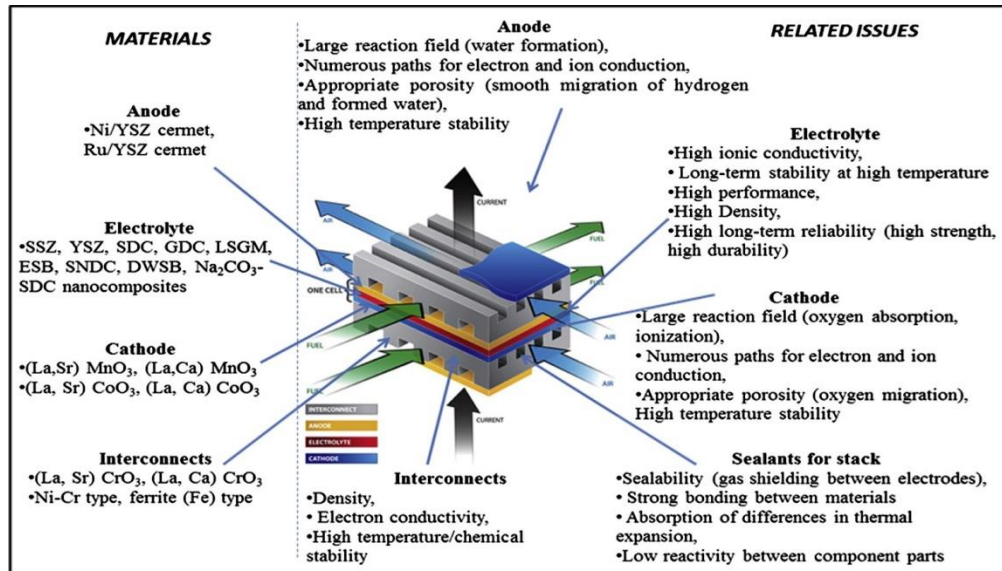 MATERIALS
Anode
•Ni/YSZ cermet,
Ru/YSZ cermet
Electrolyte
•SSZ, YSZ, SDC, GDC, LSGM,
ESB, SNDC, DWSB, Na₂CO₃-
SDC nanocomposites
Cathode
•(La,Sr) MnO₃, (La,Ca) MnO₃
•(La, Sr) CoO₃, (La, Ca) CoO₃
Interconnects
•(La, Sr) CrO₃, (La, Ca) CrO₃
•Ni-Cr type, ferrite (Fe) type
Anode
•Large reaction field (water formation),
•Numerous paths for electron and ion conduction,
•Appropriate porosity (smooth migration of hydrogen
and formed water),
•High temperature stability
CURRENT
AIR
FUEL
AIR
FUEL
ONE CELL
FUEL
AIR
FUEL
AIR
CURRENT
INTERCONNECT
ANODE
ELECTROLYTE
CATHODE
Interconnects
•Density,
• Electron conductivity,
•High temperature/chemical
stability
RELATED ISSUES
Electrolyte
•High ionic conductivity,
• Long-term stability at high temperature
•High performance,
•High Density,
•High long-term reliability (high strength,
high durability)
Cathode
•Large reaction field (oxygen absorption,
ionization),
• Numerous paths for electron and ion
conduction,
•Appropriate porosity (oxygen migration),
High temperature stability
Sealants for stack
•Sealability (gas shielding between electrodes),
• Strong bonding between materials
• Absorption of differences in thermal
expansion,
•Low reactivity between component parts